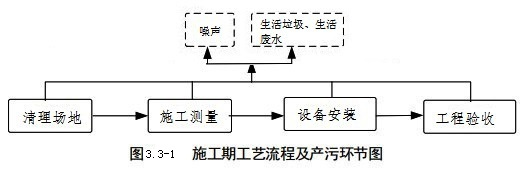 噪声
生活垃圾、生活
废水
清理场地
施工测量
设备安装
工程验收
图3.3-1 施工期工艺流程及产污环节图